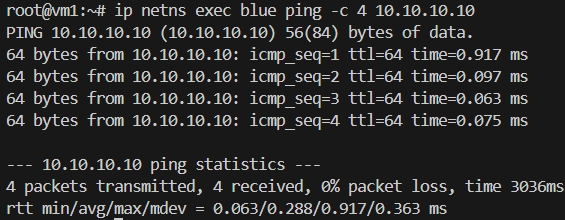 root@vm1:~# ip netns exec blue ping -c 4 10.10.10.10
PING 10.10.10.10 (10.10.10.10) 56(84) bytes of data.
64 bytes from 10.10.10.10: icmp_seq=1 ttl=64 time=0.917 ms
64 bytes from 10.10.10.10: icmp_seq=2 ttl=64 time=0.097 ms
64 bytes from 10.10.10.10: icmp_seq=3 ttl=64 time=0.063 ms
64 bytes from 10.10.10.10: icmp_seq=4 ttl=64 time=0.075 ms

--- 10.10.10.10 ping statistics ---
4 packets transmitted, 4 received, 0% packet loss, time 3036ms
rtt min/avg/max/mdev = 0.063/0.288/0.917/0.363 ms